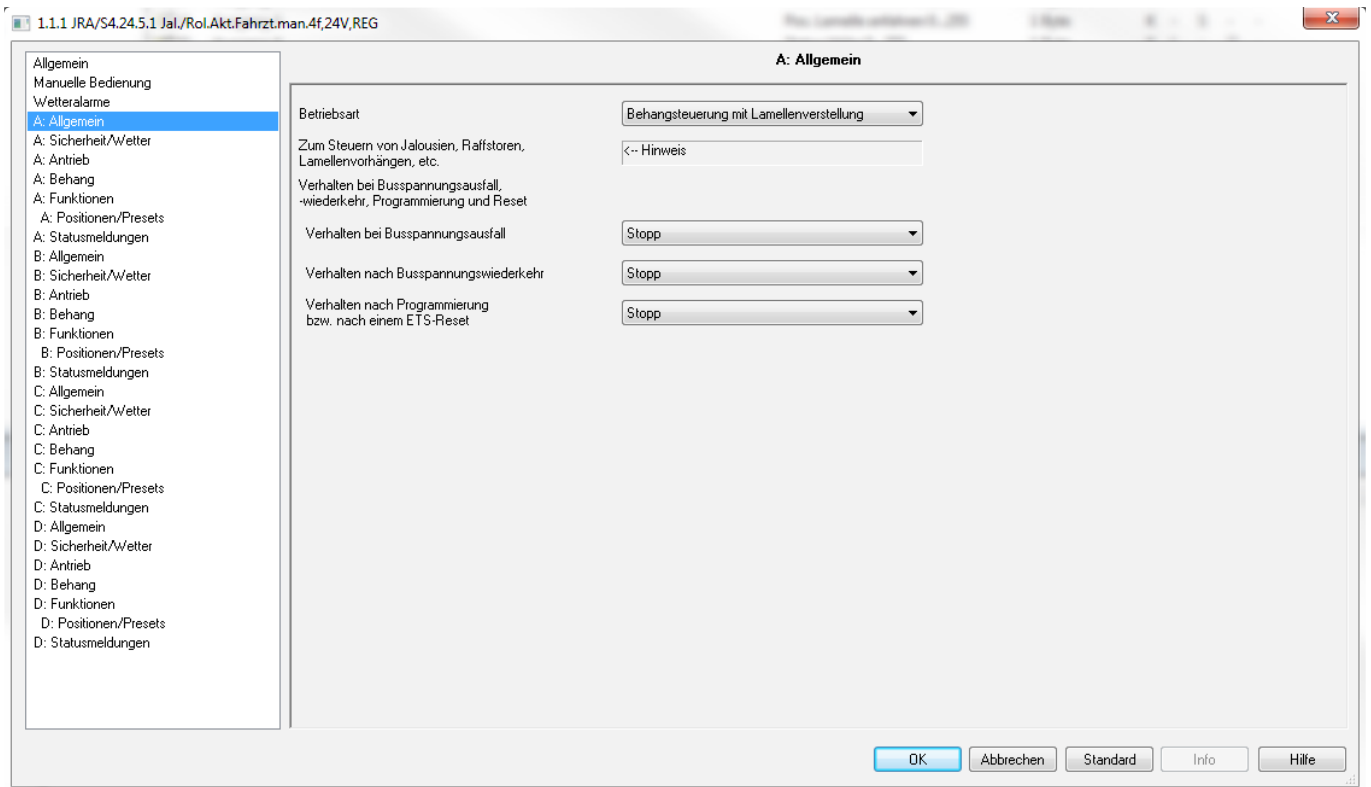 1.1.1 JRA/S4.24.5.1 Jal./Rol.Akt.Fahrzt.man.4f,24V,REG
Allgemein
Manuelle Bedienung
Wetteralarme
A: Allgemein
A: Sicherheit/Wetter
A: Antrieb
A: Behang
A: Funktionen
A: Positionen/Presets
A: Statusmeldungen
B: Allgemein
B: Sicherheit/Wetter
B: Antrieb
B: Behang
B: Funktionen
B: Positionen/Presets
B: Statusmeldungen
C: Allgemein
C: Sicherheit/Wetter
C: Antrieb
C: Behang
C: Funktionen
C: Positionen/Presets
C: Statusmeldungen
D: Allgemein
D: Sicherheit/Wetter
D: Antrieb
D: Behang
D: Funktionen
D: Positionen/Presets
D: Statusmeldungen
A: Allgemein
Betriebsart
Behangsteuerung mit Lamellenverstellung
Zum Steuern von Jalousien, Raffstoren,
Lamellenvorhängen, etc.
<-- Hinweis
Verhalten bei Busspannungsausfall,
-wiederkehr, Programmierung und Reset
Verhalten bei Busspannungsausfall
Stopp
Verhalten nach Busspannungswiederkehr
Stopp
Verhalten nach Programmierung
bzw. nach einem ETS-Reset
Stopp
OK
Abbrechen
Standard
Info
Hilfe